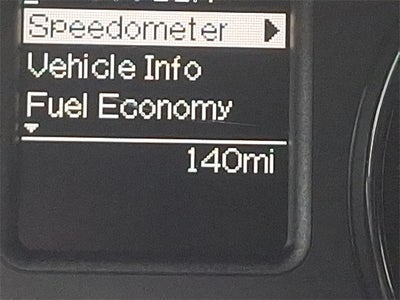 Speedometer
Vehicle Info
Fuel Economy
140mi